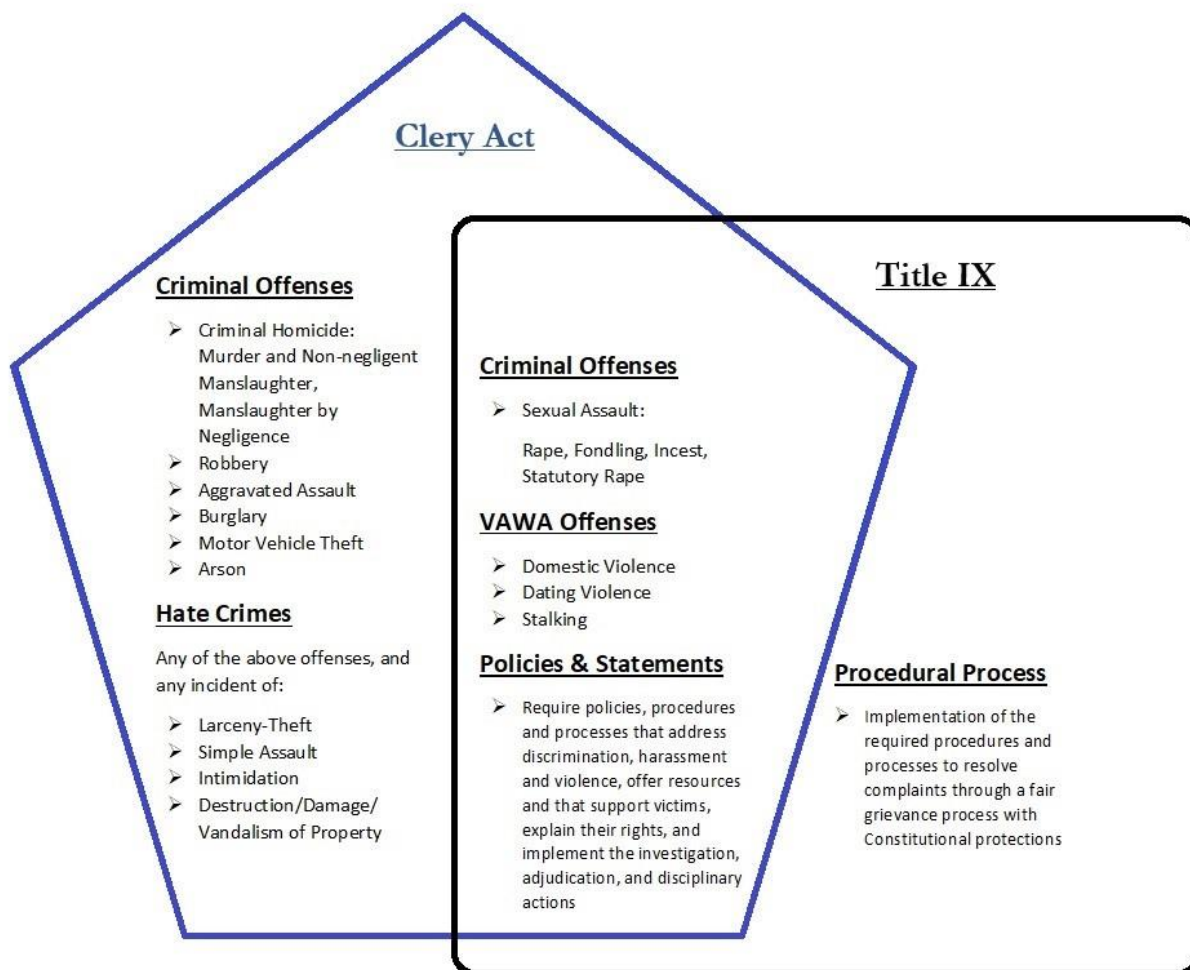 Clery Act
Title IX
Criminal Offenses
➤ Criminal Homicide:
Murder and Non-negligent
Manslaughter,
Manslaughter by
Negligence
➤ Robbery
➤ Aggravated Assault
➤ Burglary
➤ Motor Vehicle Theft
➤ Arson
Hate Crimes
Any of the above offenses, and
any incident of:
➤ Larceny-Theft
➤ Simple Assault
➤ Intimidation
➤ Destruction/Damage/
Vandalism of Property
Criminal Offenses
➤ Sexual Assault:
Rape, Fondling, Incest,
Statutory Rape
VAWA Offenses
➤ Domestic Violence
➤ Dating Violence
➤ Stalking
Policies & Statements
➤ Require policies, procedures
and processes that address
discrimination, harassment
and violence, offer resources
and that support victims,
explain their rights, and
implement the investigation,
adjudication, and disciplinary
actions
Procedural Process
➤ Implementation of the
required procedures and
processes to resolve
complaints through a fair
grievance process with
Constitutional protections